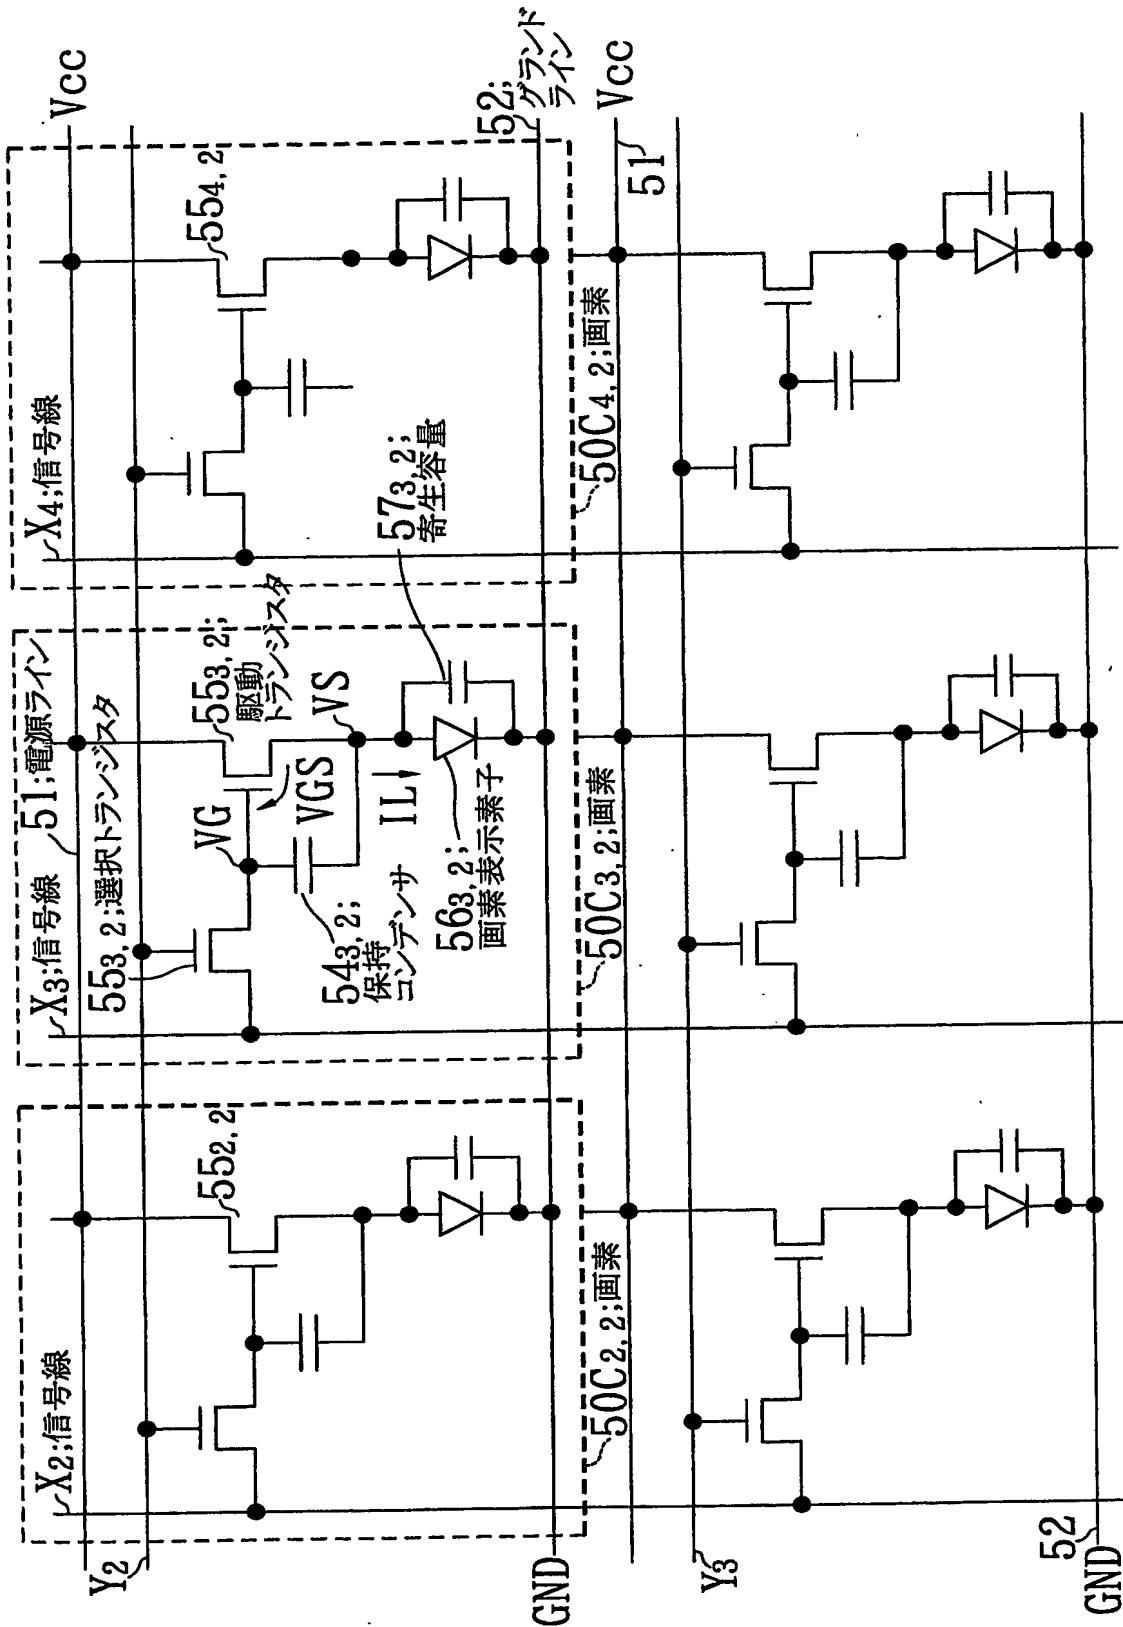 X2;信号線
X3;信号線
51;電源ライン
X4;信号線
Vcc
Y2
553,2;選択トランジスタ
552,2
553,2;
駆動
トランジスタ
554,2
VG
VGS
VS
IL
543,2;
保持
コンデンサ
563,2;
画素表示素子
573,2;
寄生容量
52;
グランド
ライン
GND
50C2,2;画素
50C3,2;画素
50C4,2;画素
Vcc
51
Y3
52
GND